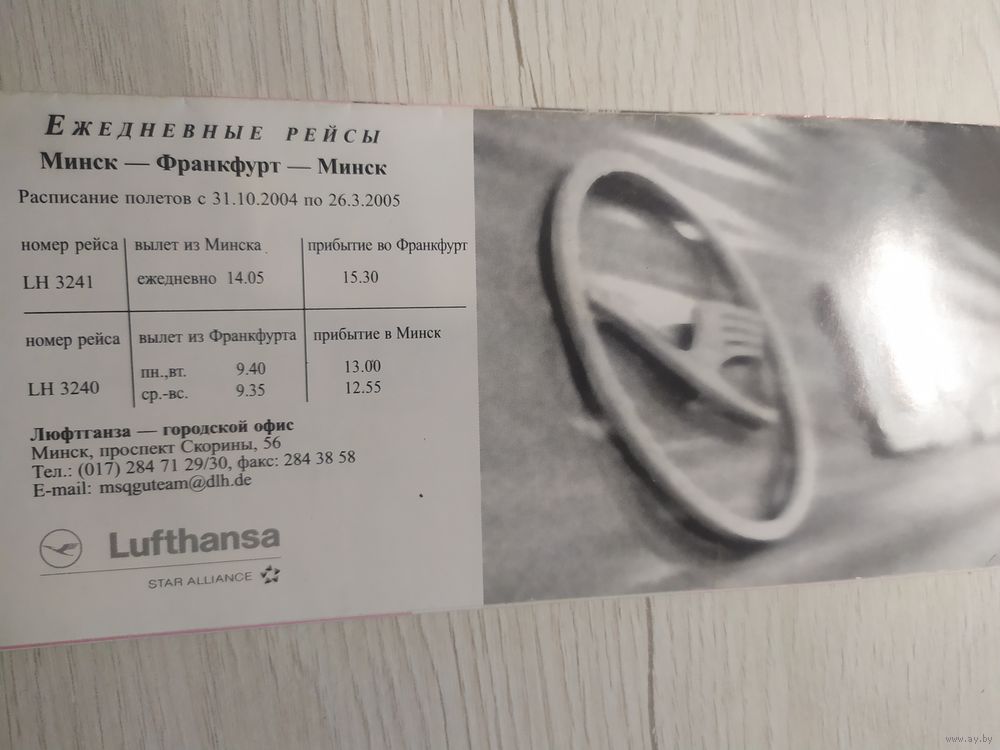 ЕЖЕДНЕВНЫЕ РЕЙСЫ
Минск — Франкфурт — Минск
Расписание полетов с 31.10.2004 по 26.3.2005
номер рейса вылет из Минска прибытие во Франкфурт
LH 3241 ежедневно 14.05 15.30
номер рейса вылет из Франкфурта прибытие в Минск
LH 3240 пн.,вт. 9.40 13.00
ср.-вс. 9.35 12.55
Люфтганза — городской офис
Минск, проспект Скорины, 56
Тел.: (017) 284 71 29/30, факс: 284 38 58
E-mail: msqguteam@dlh.de
Lufthansa
STAR ALLIANCE
www.ay.by